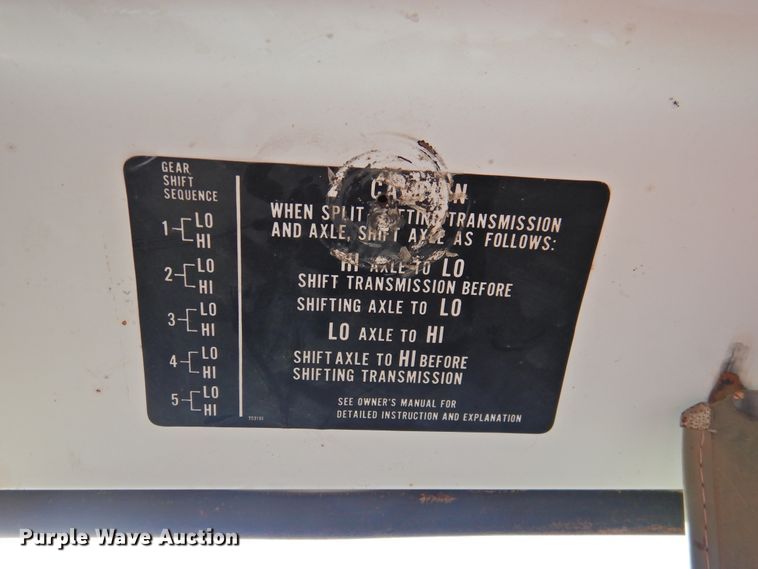 GEAR
SHIFT
SEQUENCE
1 LO
HI
2 LO
HI
3 LO
HI
4 LO
HI
5 LO
HI
WHEN SPLIT TRANSMISSION
AND AXLE, SHIFT AXLE AS FOLLOWS:
HI AXLE TO LO
SHIFT TRANSMISSION BEFORE
SHIFTING AXLE TO LO
LO AXLE TO HI
SHIFT AXLE TO HI BEFORE
SHIFTING TRANSMISSION
SEE OWNER'S MANUAL FOR
DETAILED INSTRUCTION AND EXPLANATION
Purple Wave Auction